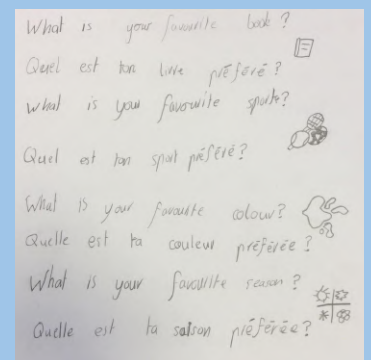 What is your favourite book?
Quel est ton livre préféré?
What is your favourite sports?
Quel est ton sport préféré?
What is your favourite colour?
Quelle est ta couleur préférée?
What is your favourite season?
Quelle est ta saison préférée?